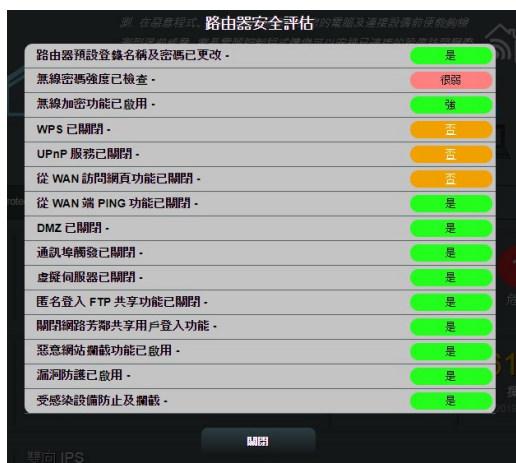 測. 在惡意程式、
路由器安全評估
路由器預設登錄名稱及密碼已更改 - 是
無線密碼強度已檢查 - 很弱
無線加密功能已啟用 - 強
WPS 已關閉 - 否
UPnP 服務已關閉 - 否
從 WAN 訪問網頁功能已關閉 - 否
從 WAN 端 PING 功能已關閉 - 是
DMZ 已關閉 - 是
通訊埠觸發已關閉 - 是
虛擬伺服器已關閉 - 是
匿名登入 FTP 共享功能已關閉 - 是
關閉網路芳鄰共享用戶登入功能 - 是
惡意網站攔截功能已啟用 - 是
漏洞防護已啟用 - 是
受感染設備防止及攔截 - 是
關閉
雙向 IPS